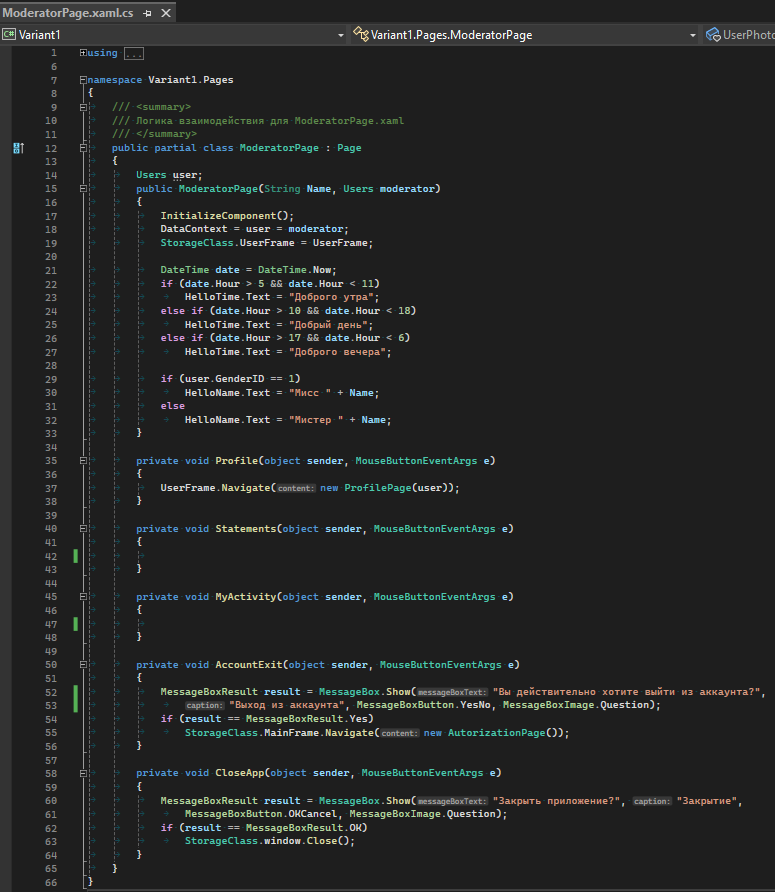 ModeratorPage.xaml.cs
Variant1
Variant1.Pages.ModeratorPage
UserPhoto
1 using ...
6
7 namespace Variant1.Pages
8 {
9 /// <summary>
10 /// Логика взаимодействия для ModeratorPage.xaml
11 /// </summary>
12 public partial class ModeratorPage : Page
13 {
14 Users user;
15 public ModeratorPage(String Name, Users moderator)
16 {
17 InitializeComponent();
18 DataContext = user = moderator;
19 StorageClass.UserFrame = UserFrame;
20
21 DateTime date = DateTime.Now;
22 if (date.Hour > 5 && date.Hour < 11)
23 HelloTime.Text = "Доброго утра";
24 else if (date.Hour > 10 && date.Hour < 18)
25 HelloTime.Text = "Добрый день";
26 else if (date.Hour > 17 && date.Hour < 6)
27 HelloTime.Text = "Доброго вечера";
28
29 if (user.GenderID == 1)
30 HelloName.Text = "Мисс " + Name;
31 else
32 HelloName.Text = "Мистер " + Name;
33 }
34
35 private void Profile(object sender, MouseButtonEventArgs e)
36 {
37 UserFrame.Navigate(content: new ProfilePage(user));
38 }
39
40 private void Statements(object sender, MouseButtonEventArgs e)
41 {
42
43 }
44
45 private void MyActivity(object sender, MouseButtonEventArgs e)
46 {
47
48 }
49
50 private void AccountExit(object sender, MouseButtonEventArgs e)
51 {
52 MessageBoxResult result = MessageBox.Show(messageBoxText: "Вы действительно хотите выйти из аккаунта?",
53 caption: "Выход из аккаунта", MessageBoxButton.YesNo, MessageBoxImage.Question);
54 if (result == MessageBoxResult.Yes)
55 StorageClass.MainFrame.Navigate(content: new AutorizationPage());
56 }
57
58 private void CloseApp(object sender, MouseButtonEventArgs e)
59 {
60 MessageBoxResult result = MessageBox.Show(messageBoxText: "Закрыть приложение?", caption: "Закрытие",
61 MessageBoxButton.OKCancel, MessageBoxImage.Question);
62 if (result == MessageBoxResult.OK)
63 StorageClass.window.Close();
64 }
65 }
66 }